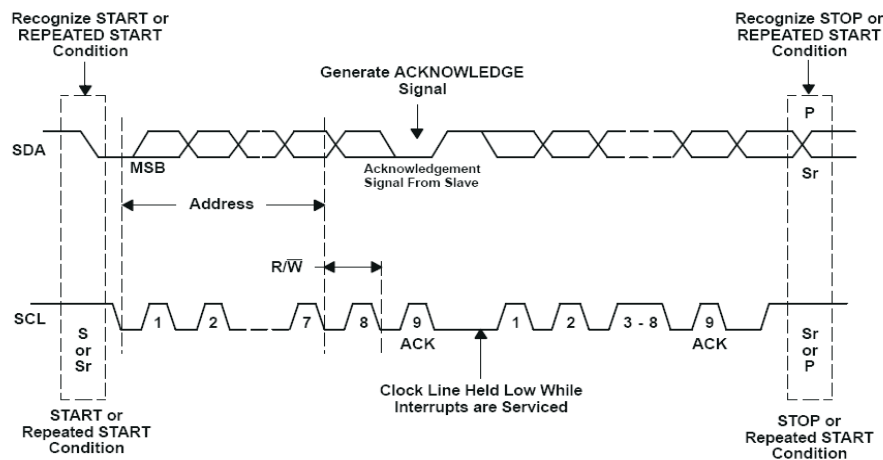 Recognize START or
REPEATED START
Condition
Recognize STOP or
REPEATED START
Condition
Generate ACKNOWLEDGE
Signal
P
SDA
MSB
Acknowledgement
Signal From Slave
Sr
Address
R/W̅
SCL
1
2
7
8
9
1
2
3 - 8
9
S
or
Sr
ACK
ACK
Sr
or
P
Clock Line Held Low While
Interrupts are Serviced
START or
Repeated START
Condition
STOP or
Repeated START
Condition